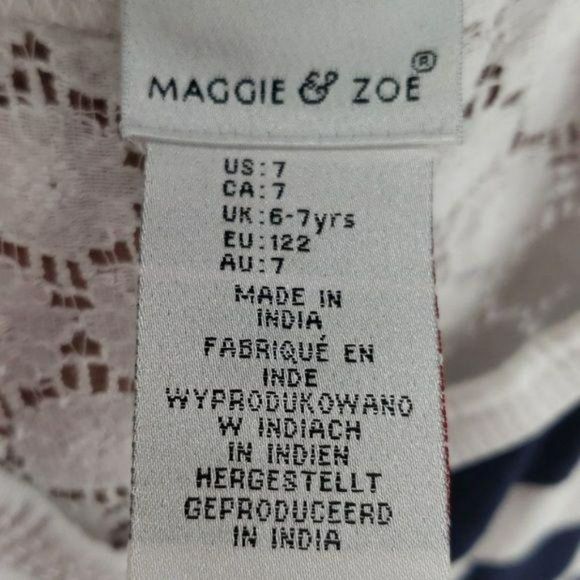 MAGGIE & ZOË®
US:7
CA:7
UK:6-7yrs
EU:122
AU:7
MADE IN
INDIA
FABRIQUÉ EN
INDE
WYPRODUKOWANO
W INDIACH
IN INDIEN
HERGESTELLT
GEPRODUCEERD
IN INDIA